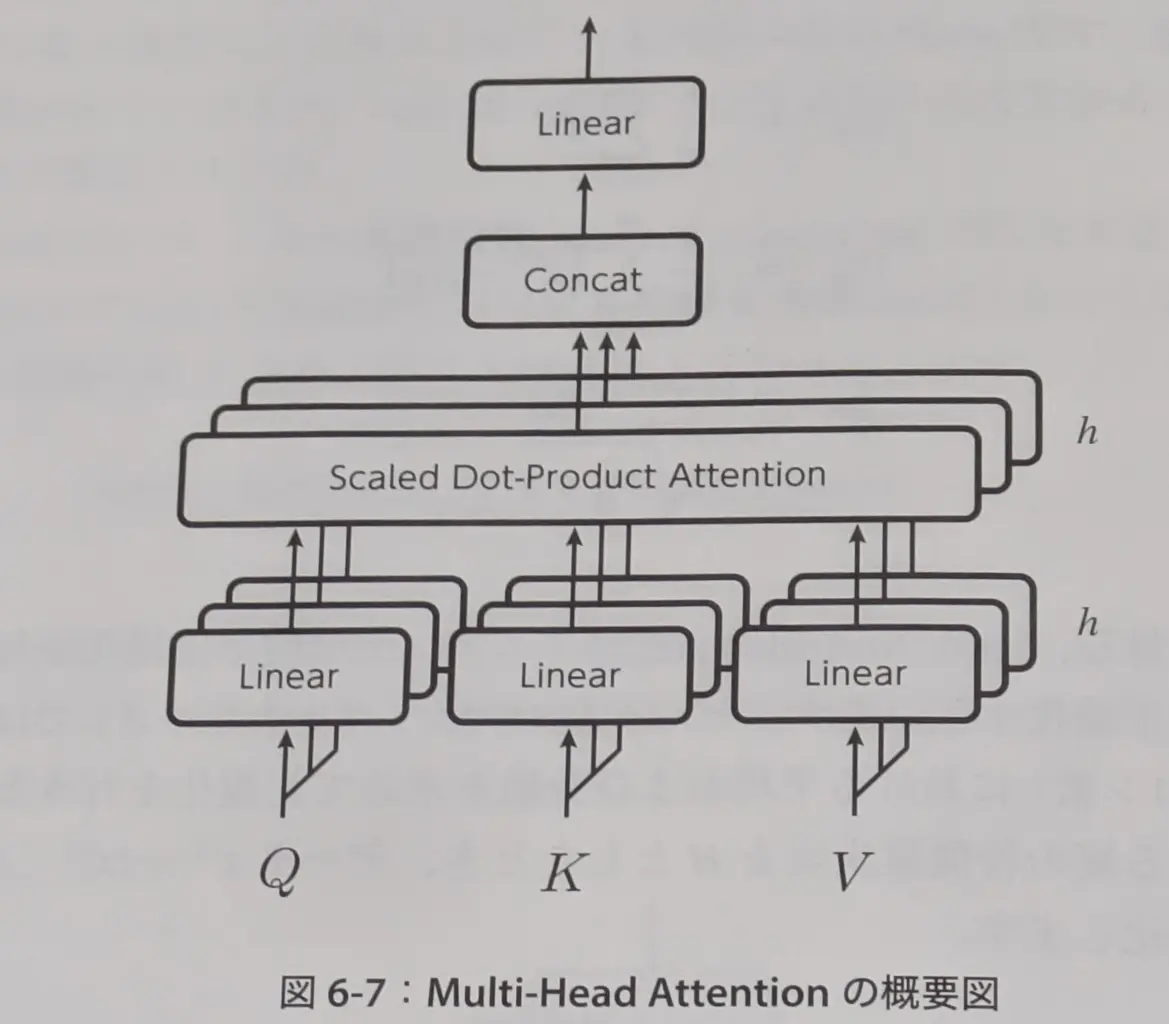 Linear
Concat
h
Scaled Dot-Product Attention
h
Linear Linear Linear
Q K V
図 6-7：Multi-Head Attention の概要図